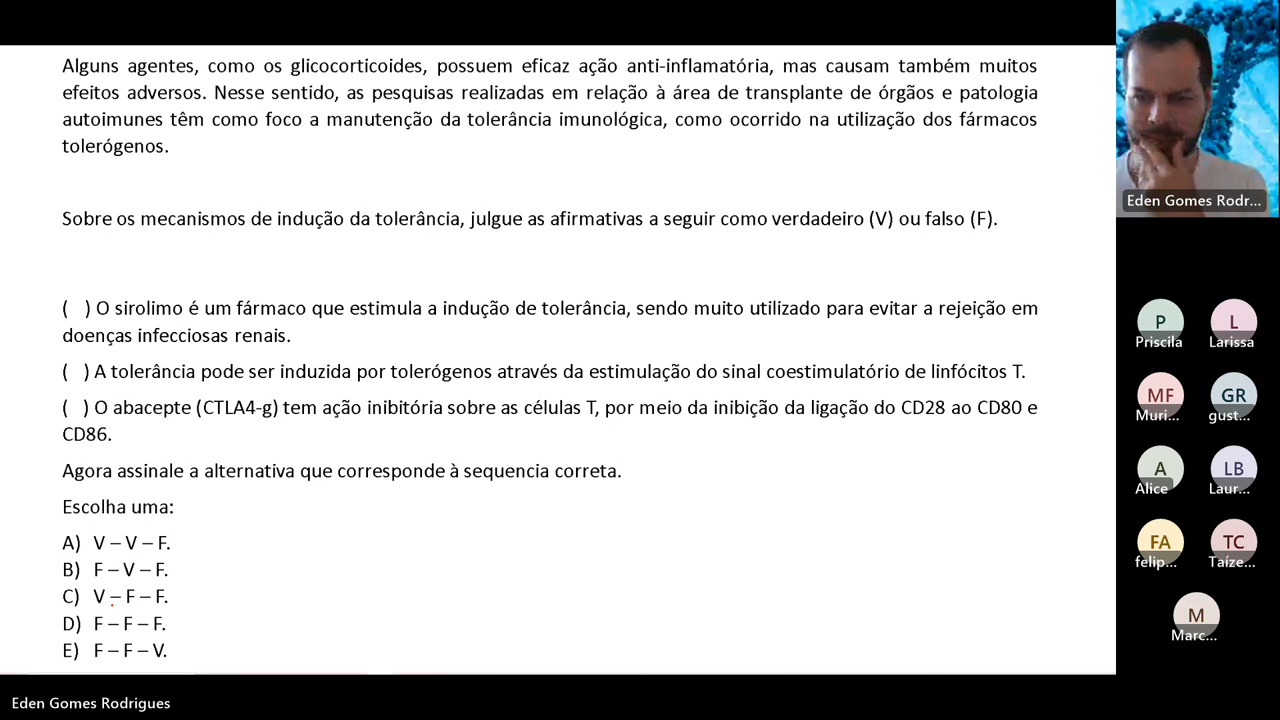 Alguns agentes, como os glicocorticoides, possuem eficaz ação anti-inflamatória, mas causam também muitos
efeitos adversos. Nesse sentido, as pesquisas realizadas em relação à área de transplante de órgãos e patologia
autoimunes têm como foco a manutenção da tolerância imunológica, como ocorrido na utilização dos fármacos
tolerógenos.
Sobre os mecanismos de indução da tolerância, julgue as afirmativas a seguir como verdadeiro (V) ou falso (F).
( ) O sirolimo é um fármaco que estimula a indução de tolerância, sendo muito utilizado para evitar a rejeição em
doenças infecciosas renais.
( ) A tolerância pode ser induzida por tolerógenos através da estimulação do sinal coestimulatório de linfócitos T.
( ) O abacepte (CTLA4-g) tem ação inibitória sobre as células T, por meio da inibição da ligação do CD28 ao CD80 e
CD86.
Agora assinale a alternativa que corresponde à sequencia correta.
Escolha uma:
A) V – V – F.
B) F – V – F.
C) V – F – F.
D) F – F – F.
E) F – F – V.
Eden Gomes Rodr...
P
Priscila
L
Larissa
MF
Muri...
GR
gust...
A
Alice
LB
Laur...
FA
felip...
TC
Taíze...
M
Marc...
Eden Gomes Rodrigues